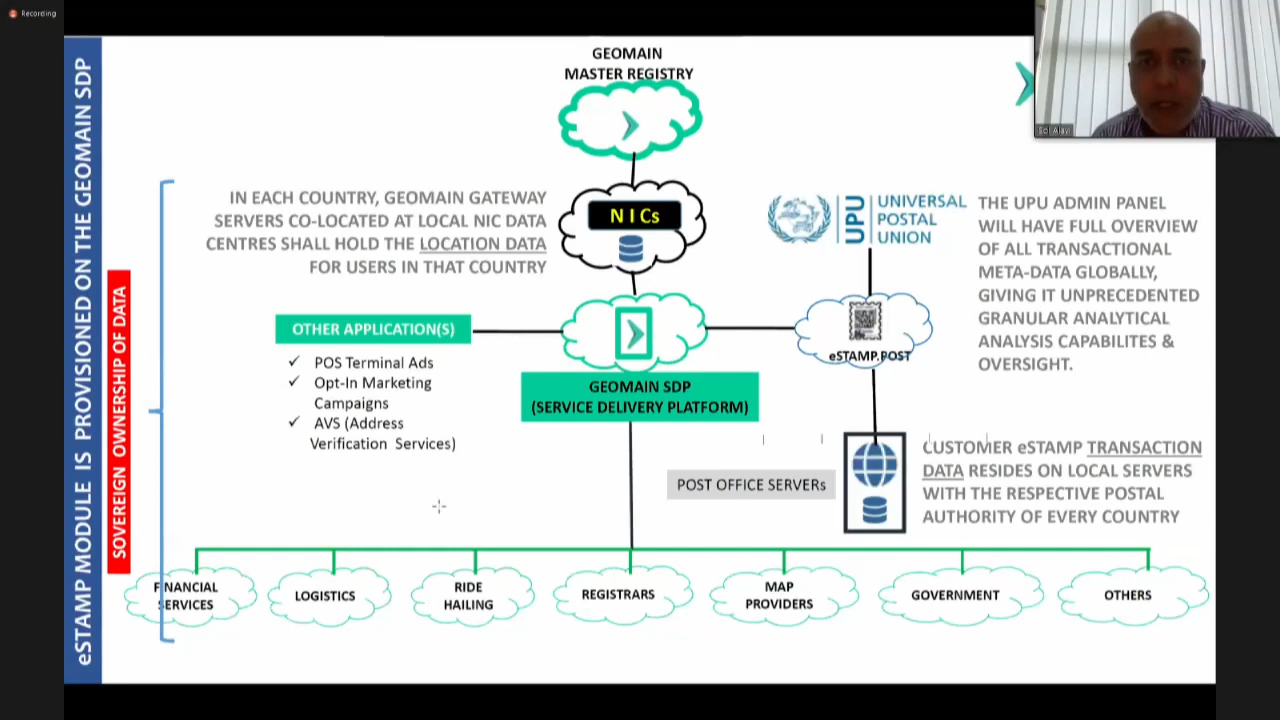 Recording
eSTAMP MODULE IS PROVISIONED ON THE GEOMAIN SDP
SOVEREIGN OWNERSHIP OF DATA
GEOMAIN
MASTER REGISTRY
IN EACH COUNTRY, GEOMAIN GATEWAY
SERVERS CO-LOCATED AT LOCAL NIC DATA
CENTRES SHALL HOLD THE LOCATION DATA
FOR USERS IN THAT COUNTRY
N I Cs
UPU
UNIVERSAL
POSTAL
UNION
THE UPU ADMIN PANEL
WILL HAVE FULL OVERVIEW
OF ALL TRANSACTIONAL
META-DATA GLOBALLY,
GIVING IT UNPRECEDENTED
GRANULAR ANALYTICAL
ANALYSIS CAPABILITES &
OVERSIGHT.
OTHER APPLICATION(S)
✓ POS Terminal Ads
✓ Opt-In Marketing
Campaigns
✓ AVS (Address
Verification Services)
eSTAMP.POST
GEOMAIN SDP
(SERVICE DELIVERY PLATFORM)
POST OFFICE SERVERs
CUSTOMER eSTAMP TRANSACTION
DATA RESIDES ON LOCAL SERVERS
WITH THE RESPECTIVE POSTAL
AUTHORITY OF EVERY COUNTRY
FINANCIAL
SERVICES
LOGISTICS
RIDE
HAILING
REGISTRARS
MAP
PROVIDERS
GOVERNMENT
OTHERS